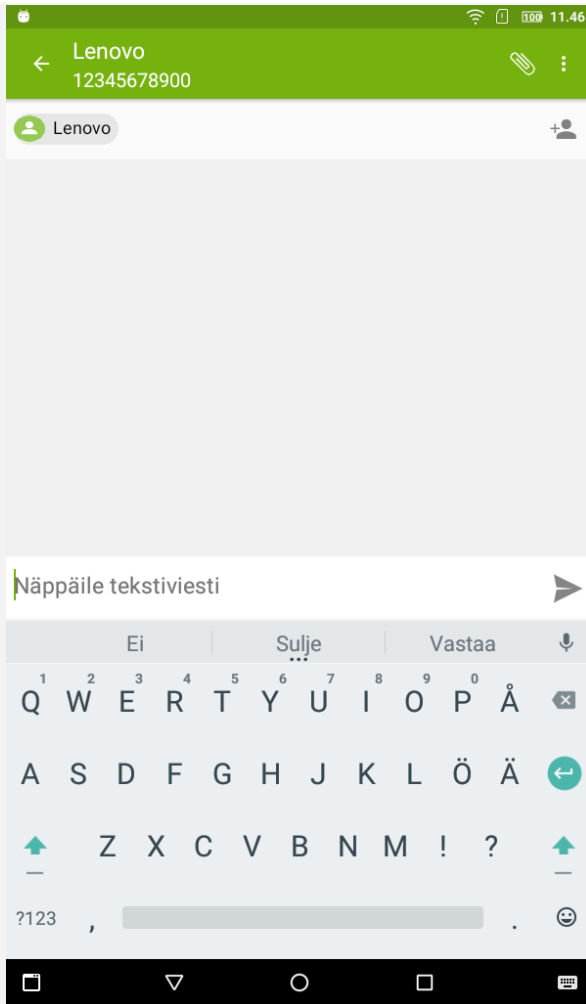 100 11.46
Lenovo
12345678900
Lenovo
Näppäile tekstiviesti
Ei Sulje Vastaa
1 2 3 4 5 6 7 8 9 0
Q W E R T Y U I O P Å
A S D F G H J K L Ö Ä
Z X C V B N M ! ?
?123 , .